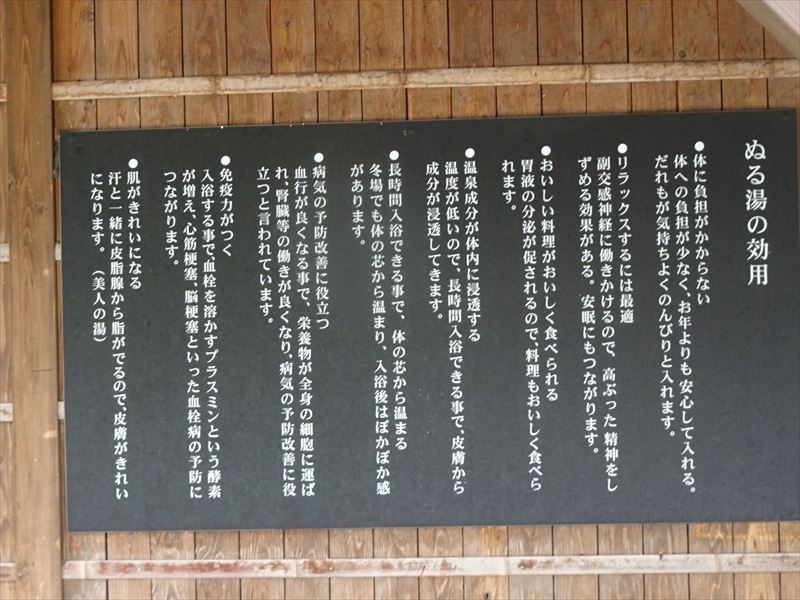 ぬる湯の効用
●体に負担がかからない
体への負担が少なく、お年よりも安心して入れる。
だれもが気持ちよくのんびりと入れます。
●リラックスするには最適
副交感神経に働きかけるので、高ぶった精神をし
ずめる効果がある。安眠にもつながります。
●おいしい料理がおいしく食べられる
胃液の分泌が促されるので、料理もおいしく食べら
れます。
●温泉成分が体内に浸透する
温度が低いので、長時間入浴できる事で、皮膚から
成分が浸透してきます。
●長時間入浴できる事で、体の芯から温まる
冬場でも体の芯から温まり、入浴後はぽかぽか感
があります。
●病気の予防改善に役立つ
血行が良くなる事で、栄養物が全身の細胞に運ば
れ、腎臓等の働きが良くなり、病気の予防改善に役
立つと言われています。
●免疫力がつく
入浴する事で、血栓を溶かすプラスミンという酵素
が増え、心筋梗塞、脳梗塞といった血栓病の予防に
つながります。
●肌がきれいになる
汗と一緒に皮脂腺から脂がでるので、皮膚がきれい
になります。（美人の湯）